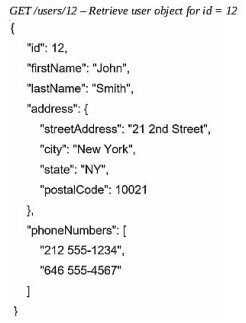 GET /users/12 – Retrieve user object for id = 12
{
"id": 12,
"firstName": "John",
"lastName": "Smith",
"address": {
"streetAddress": "21 2nd Street",
"city": "New York",
"state": "NY",
"postalCode": 10021
},
"phoneNumbers": [
"212 555-1234",
"646 555-4567"
]
}